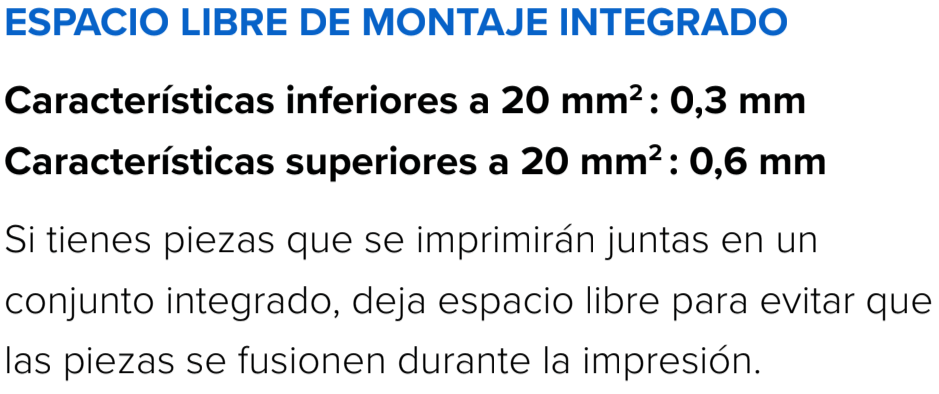 ESPACIO LIBRE DE MONTAJE INTEGRADO
Características inferiores a 20 mm²: 0,3 mm
Características superiores a 20 mm²: 0,6 mm
Si tienes piezas que se imprimirán juntas en un
conjunto integrado, deja espacio libre para evitar que
las piezas se fusionen durante la impresión.